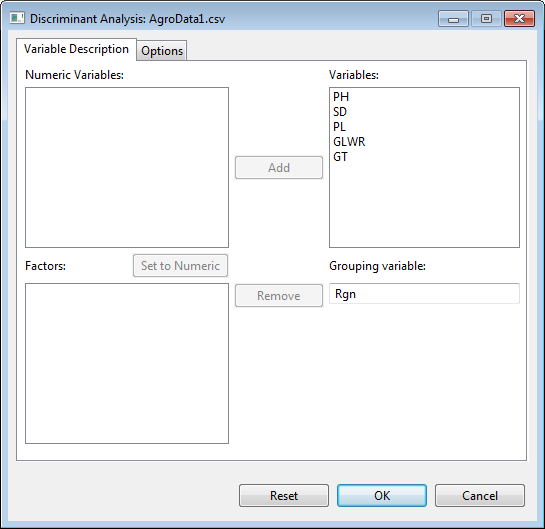 Discriminant Analysis: AgroData1.csv
Variable Description Options
Numeric Variables:
Variables:
PH
SD
PL
GLWR
GT
Add
Factors:
Set to Numeric
Grouping variable:
Remove
Rgn
Reset OK Cancel